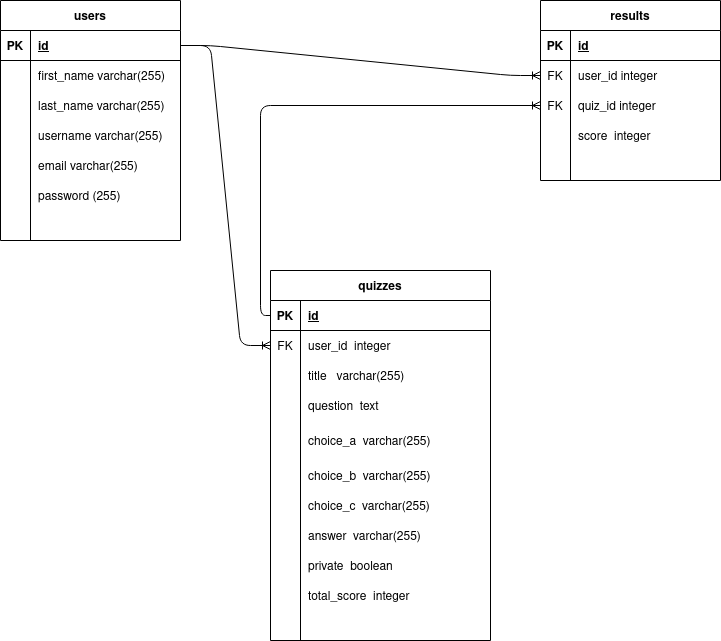 users
PK id
first_name varchar(255)
last_name varchar(255)
username varchar(255)
email varchar(255)
password (255)
results
PK id
FK user_id integer
FK quiz_id integer
score integer
quizzes
PK id
FK user_id integer
title varchar(255)
question text
choice_a varchar(255)
choice_b varchar(255)
choice_c varchar(255)
answer varchar(255)
private boolean
total_score integer